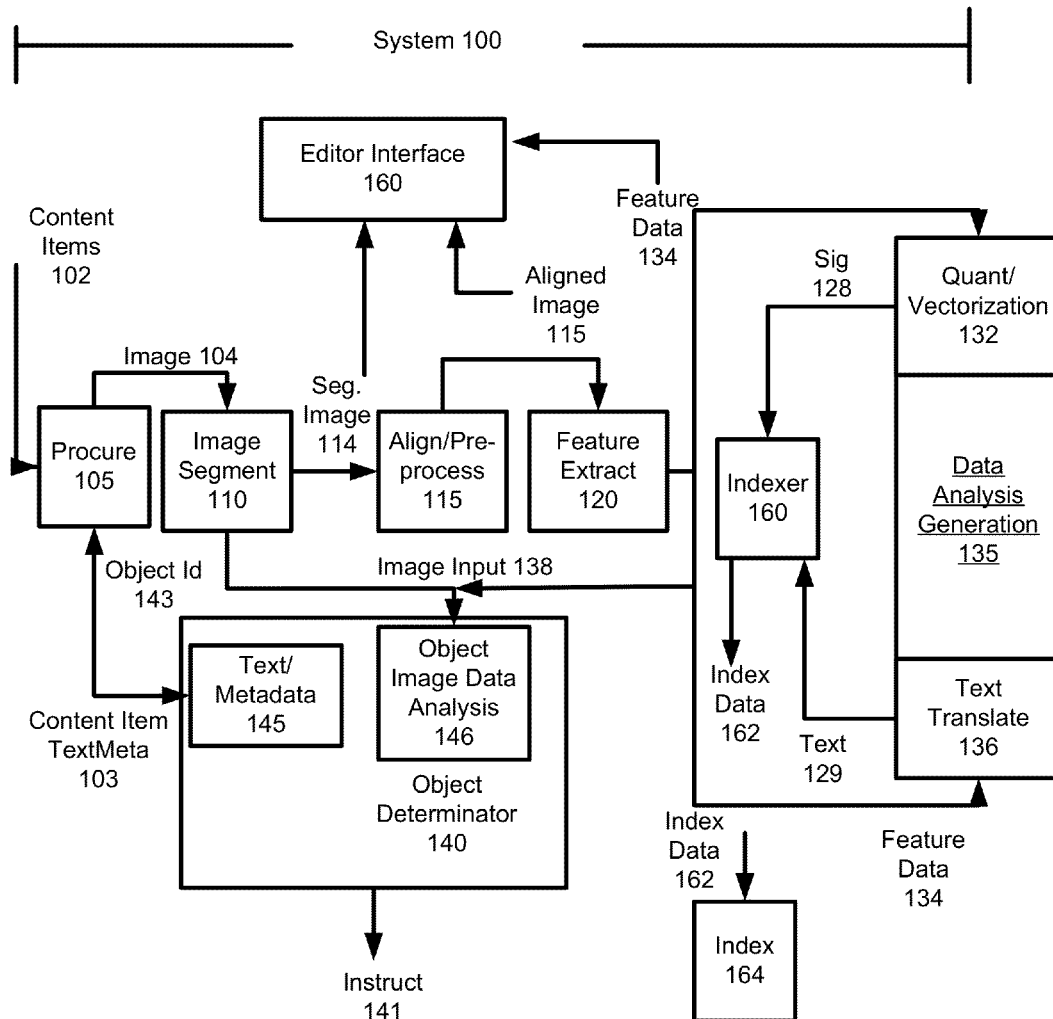 System 100
Editor Interface
160
Feature
Data
134
Content
Items
102
Aligned
Image
115
Sig
128
Quant/
Vectorization
132
Image 104
Seg.
Image
114
Procure
105
Image
Segment
110
Align/Pre-
process
115
Feature
Extract
120
Indexer
160
Data
Analysis
Generation
135
Object Id
143
Image Input 138
Text/
Metadata
145
Object
Image Data
Analysis
146
Index
Data
162
Text
Translate
136
Text
129
Content Item
TextMeta
103
Object
Determinator
140
Index
Data
162
Feature
Data
134
Index
164
Instruct
141